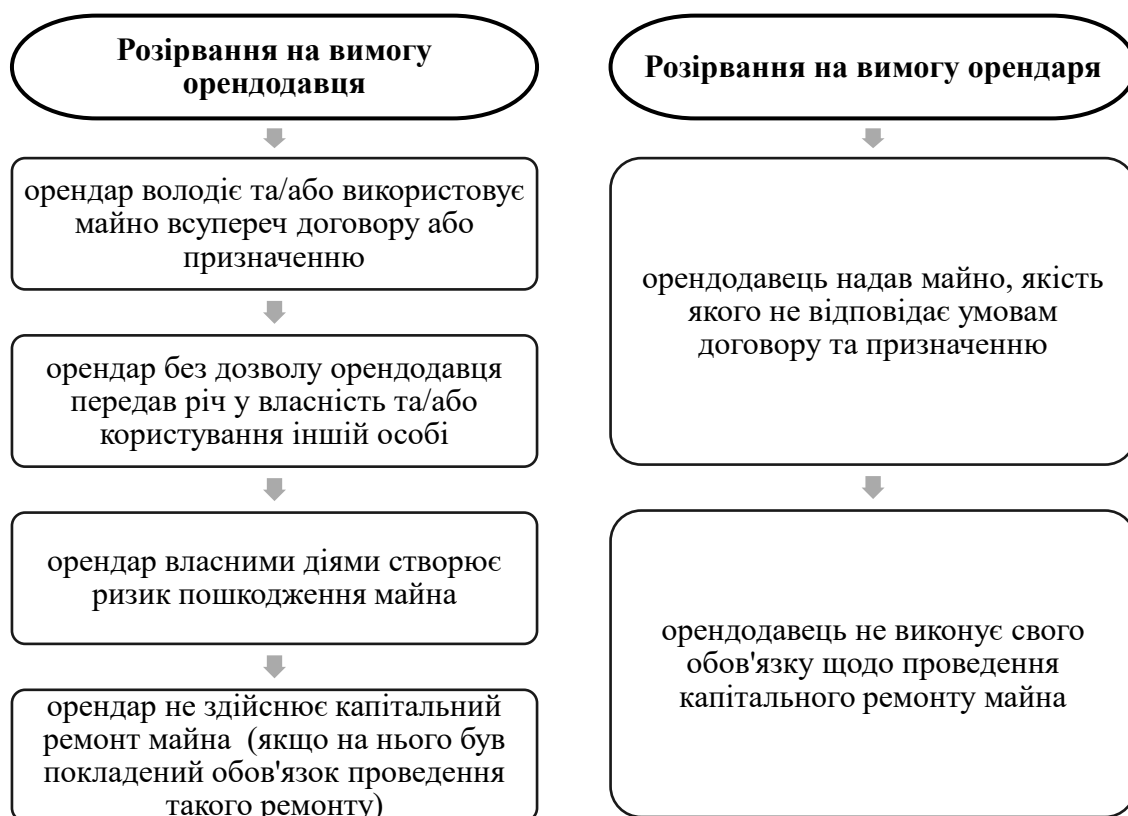 Розірвання на вимогу
орендодавця
орендар володіє та/або використовує
майно всупереч договору або
призначенню
орендар без дозволу орендодавця
передав річ у власність та/або
користування іншій особі
орендар власними діями створює
ризик пошкодження майна
орендар не здійснює капітальний
ремонт майна (якщо на нього був
покладений обов'язок проведення
такого ремонту)
Розірвання на вимогу орендаря
орендодавець надав майно, якість
якого не відповідає умовам
договору та призначенню
орендодавець не виконує свого
обов'язку щодо проведення
капітального ремонту майна